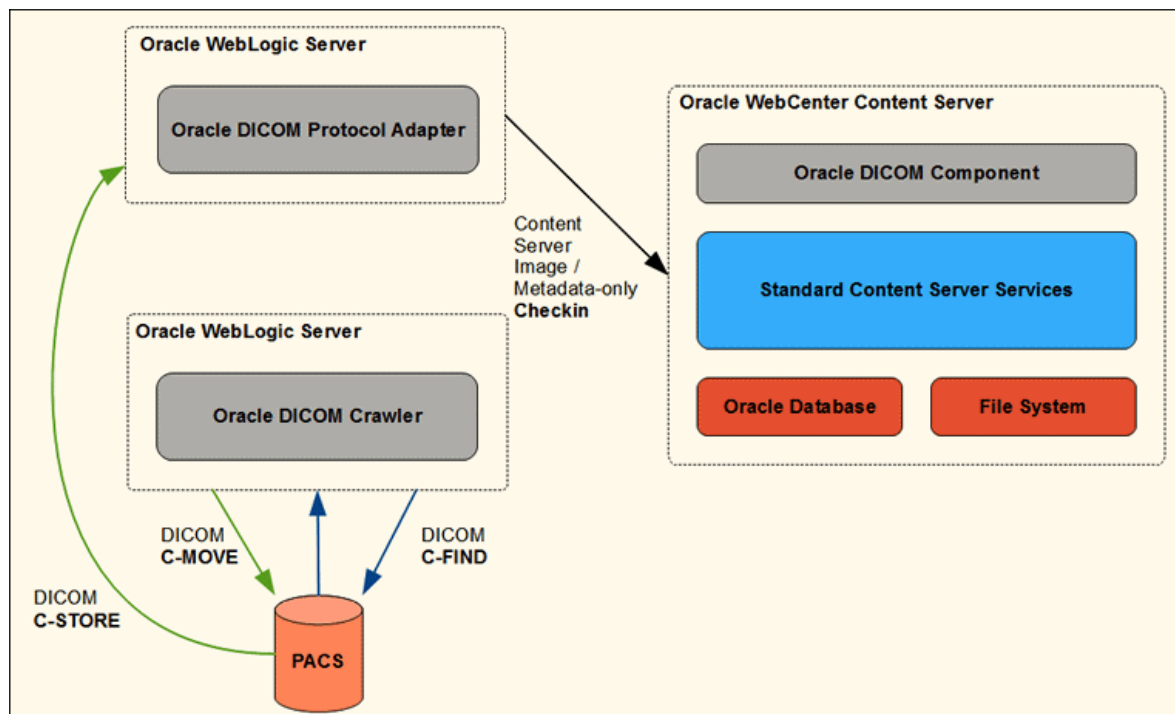 Oracle WebLogic Server
Oracle DICOM Protocol Adapter
Oracle WebCenter Content Server
Oracle DICOM Component
Standard Content Server Services
Oracle Database
File System
Content
Server
Image /
Metadata-only
Checkin
Oracle WebLogic Server
Oracle DICOM Crawler
DICOM
C-MOVE
DICOM
C-FIND
DICOM
C-STORE
PACS